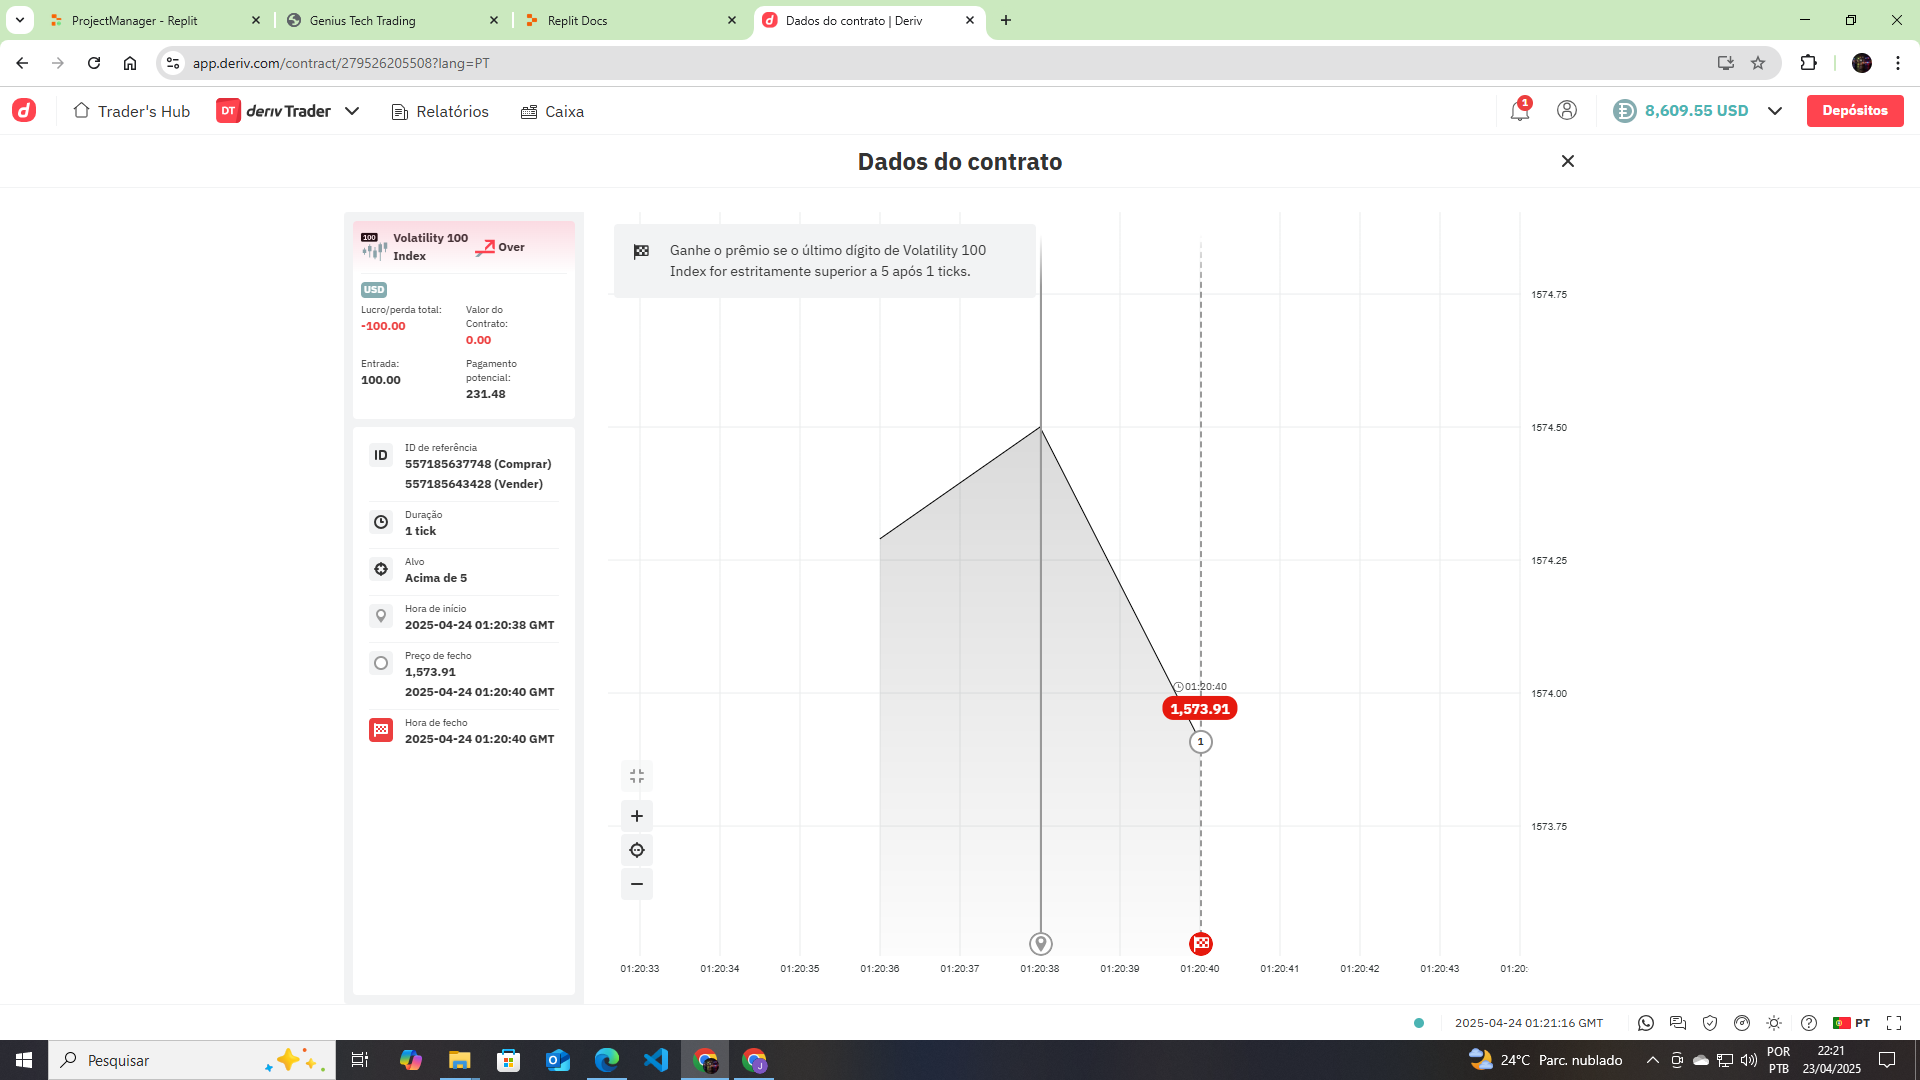 ProjectManager - Replit
Genius Tech Trading
Replit Docs
Dados do contrato | Deriv
app.deriv.com/contract/279526205508?lang=PT
Trader's Hub
DT deriv Trader
Relatórios
Caixa
1
8,609.55 USD
Depósitos
Dados do contrato
100
Volatility 100
Index
Over
USD
Lucro/perda total:
-100.00
Valor do
Contrato:
0.00
Entrada:
100.00
Pagamento
potencial:
231.48
ID
ID de referência
557185637748 (Comprar)
557185643428 (Vender)
Duração
1 tick
Alvo
Acima de 5
Hora de início
2025-04-24 01:20:38 GMT
Preço de fecho
1,573.91
2025-04-24 01:20:40 GMT
Hora de fecho
2025-04-24 01:20:40 GMT
Ganhe o prêmio se o último dígito de Volatility 100
Index for estritamente superior a 5 após 1 ticks.
1574.75
1574.50
1574.25
1574.00
1573.75
01:20:40
1,573.91
1
01:20:33
01:20:34
01:20:35
01:20:36
01:20:37
01:20:38
01:20:39
01:20:40
01:20:41
01:20:42
01:20:43
01:20:
2025-04-24 01:21:16 GMT
PT
Pesquisar
24°C Parc. nublado
POR
PTB
22:21
23/04/2025